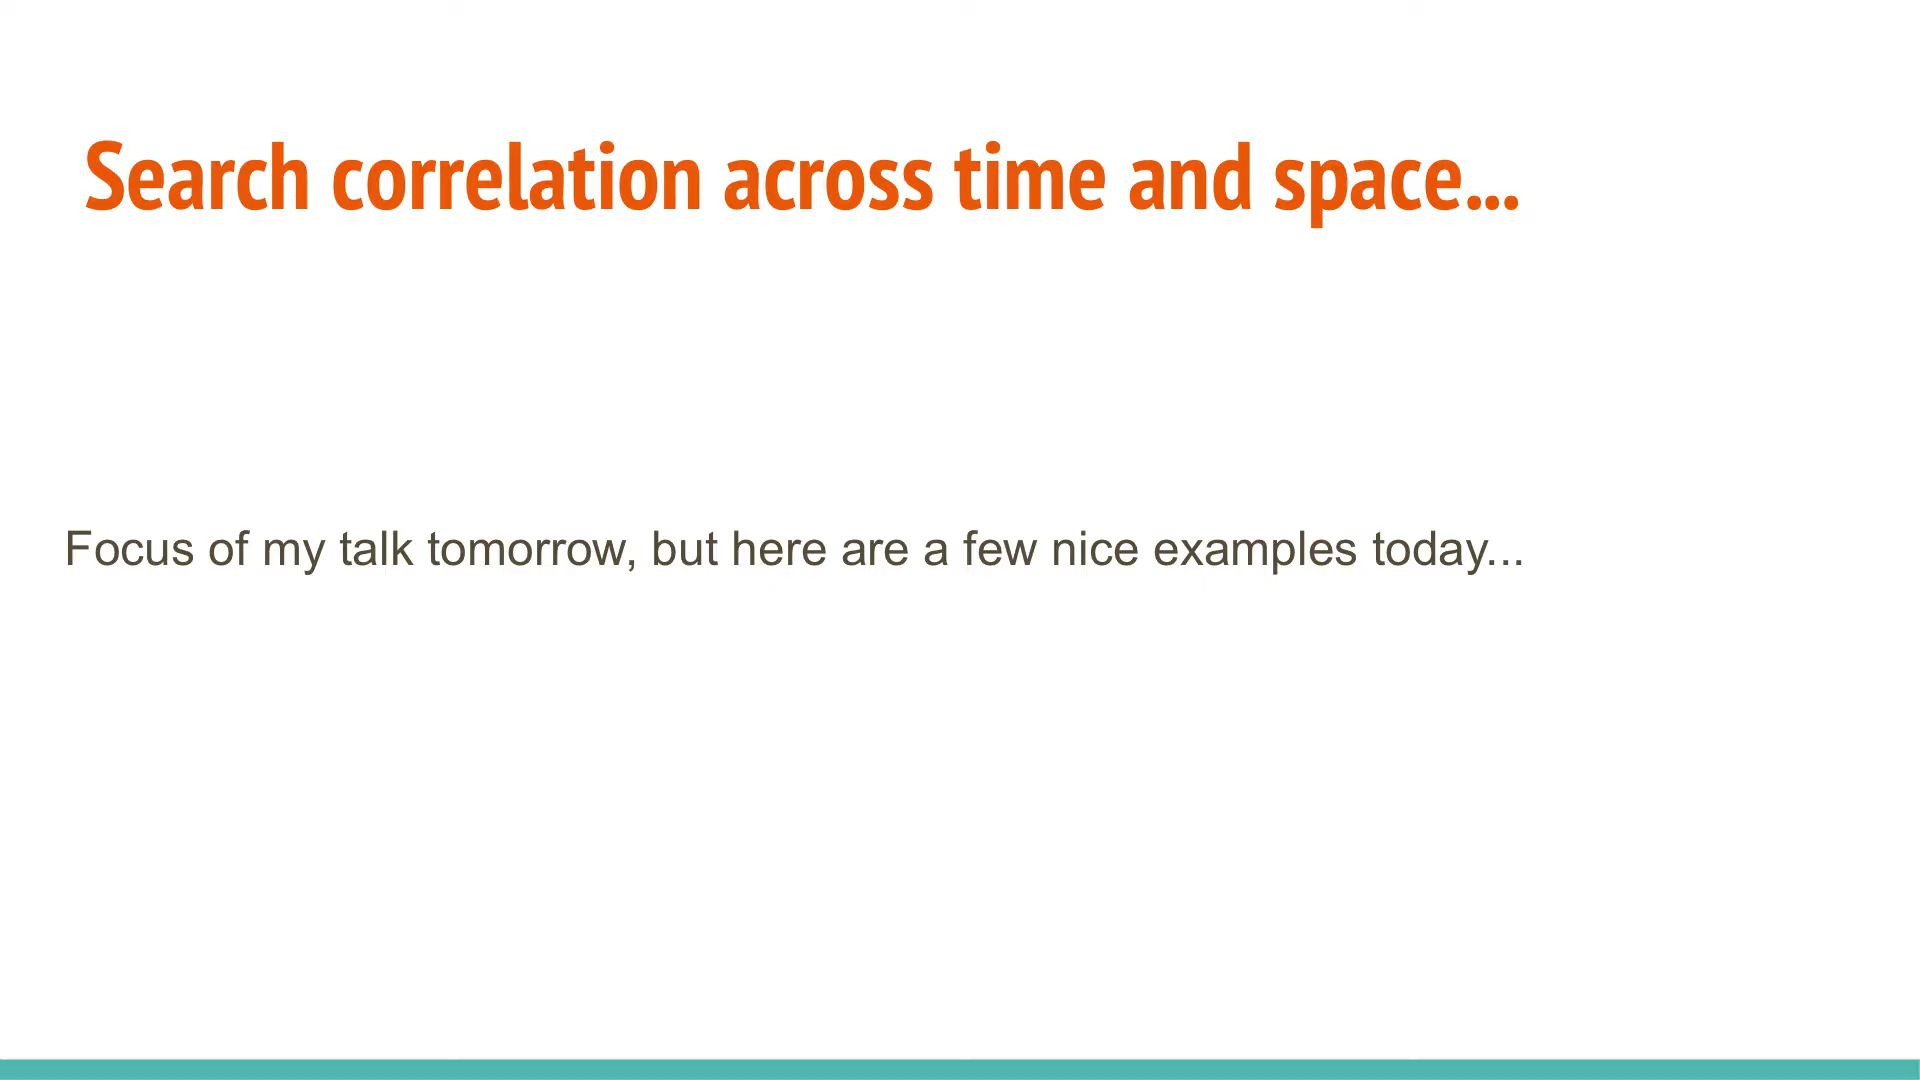 Search correlation across time and space...
Focus of my talk tomorrow, but here are a few nice examples today...